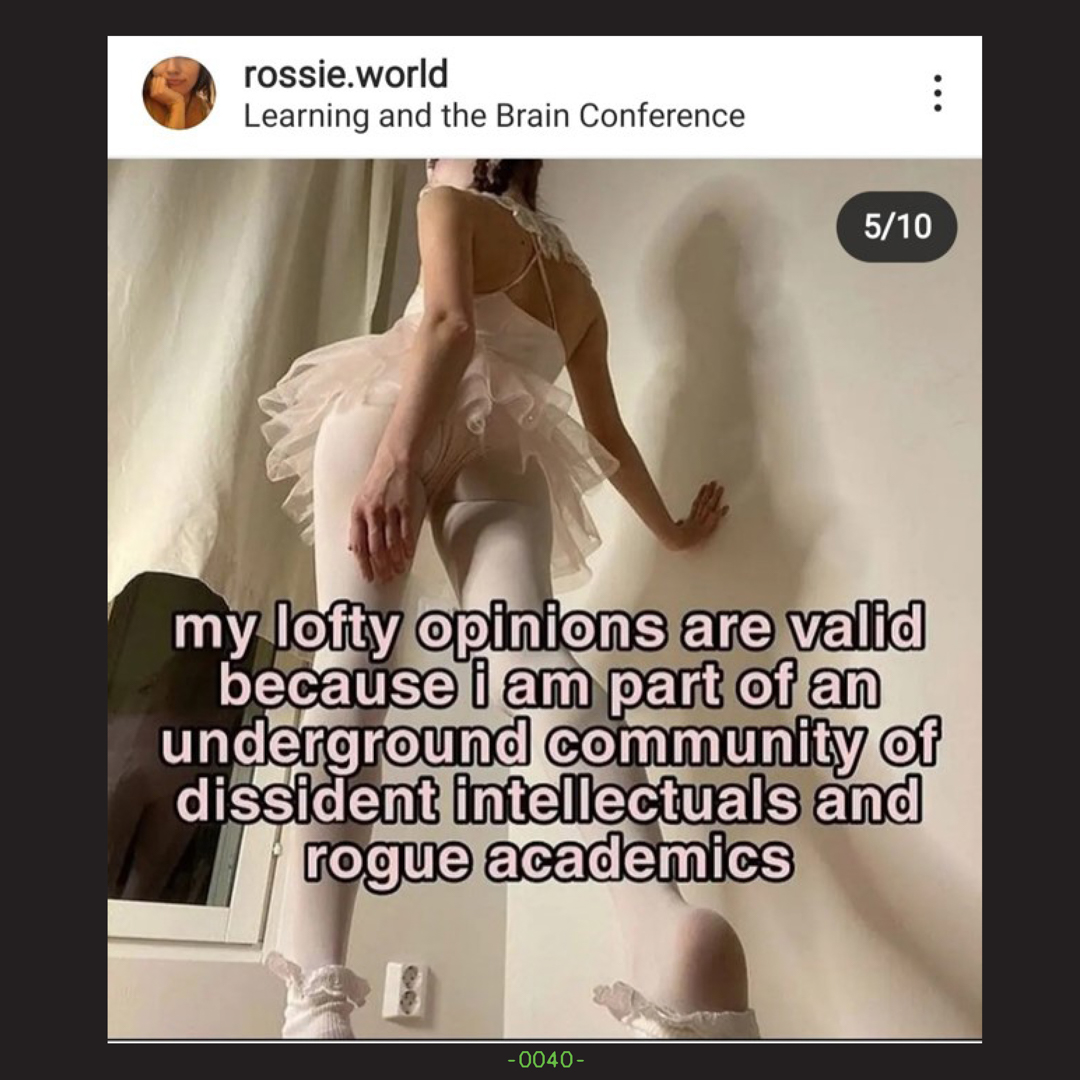 rossie.world
Learning and the Brain Conference
5/10
my lofty opinions are valid
because i am part of an
underground community of
dissident intellectuals and
rogue academics
-0040-